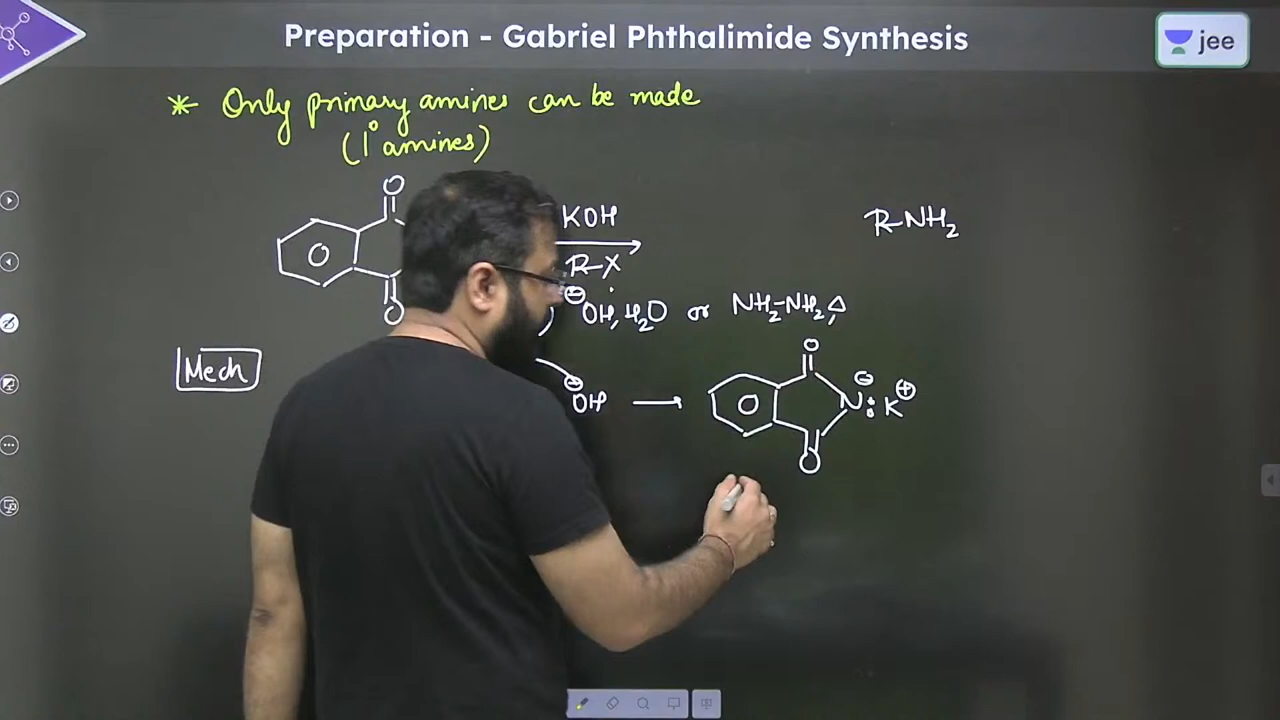 Preparation - Gabriel Phthalimide Synthesis
jee
* Only primary amines can be made
(1° amines)
O
KOH
R-NH₂
O
R-X
O
⊖OH, H₂O or NH₂-NH₂, Δ
Mech
⊖OH → O O N⊖: K⊕ O